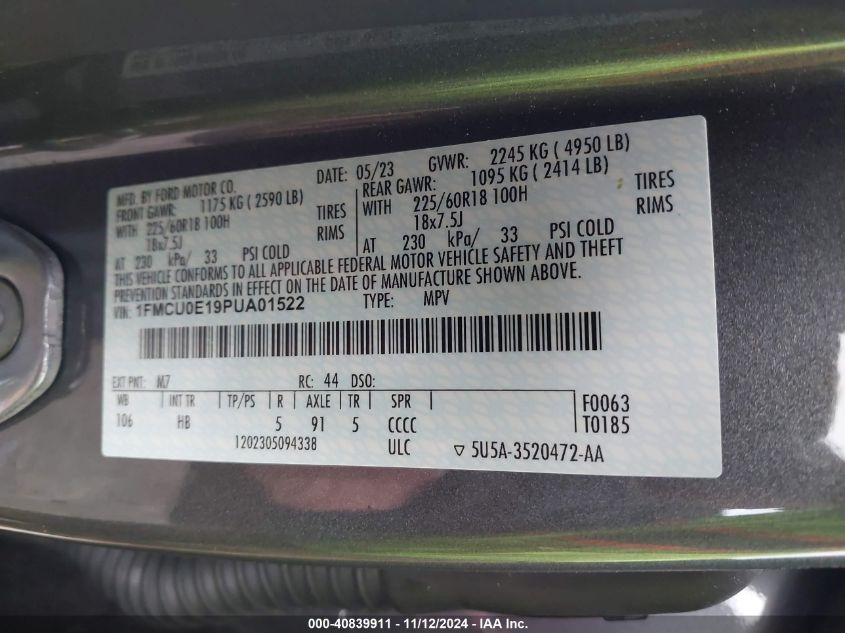 MFD. BY FORD MOTOR CO.
DATE: 05/23 GVWR: 2245 KG ( 4950 LB)
FRONT GAWR: 1175 KG ( 2590 LB)
REAR GAWR: 1095 KG ( 2414 LB)
WITH 225/60R18 100H TIRES
WITH 225/60R18 100H TIRES
18x7.5J RIMS
18x7.5J RIMS
AT 230 kPa/ 33 PSI COLD
AT 230 kPa/ 33 PSI COLD
THIS VEHICLE CONFORMS TO ALL APPLICABLE FEDERAL MOTOR VEHICLE SAFETY AND THEFT
PREVENTION STANDARDS IN EFFECT ON THE DATE OF MANUFACTURE SHOWN ABOVE.
VIN: 1FMCU0E19PUA01522 TYPE: MPV
EXT PNT: M7 RC: 44 DSO:
WB INT TR TP/PS R AXLE TR SPR F0063
106 HB 5 91 5 CCCC T0185
1202305094338 ULC 5U5A-3520472-AA
000-40839911 - 11/12/2024 - IAA Inc.